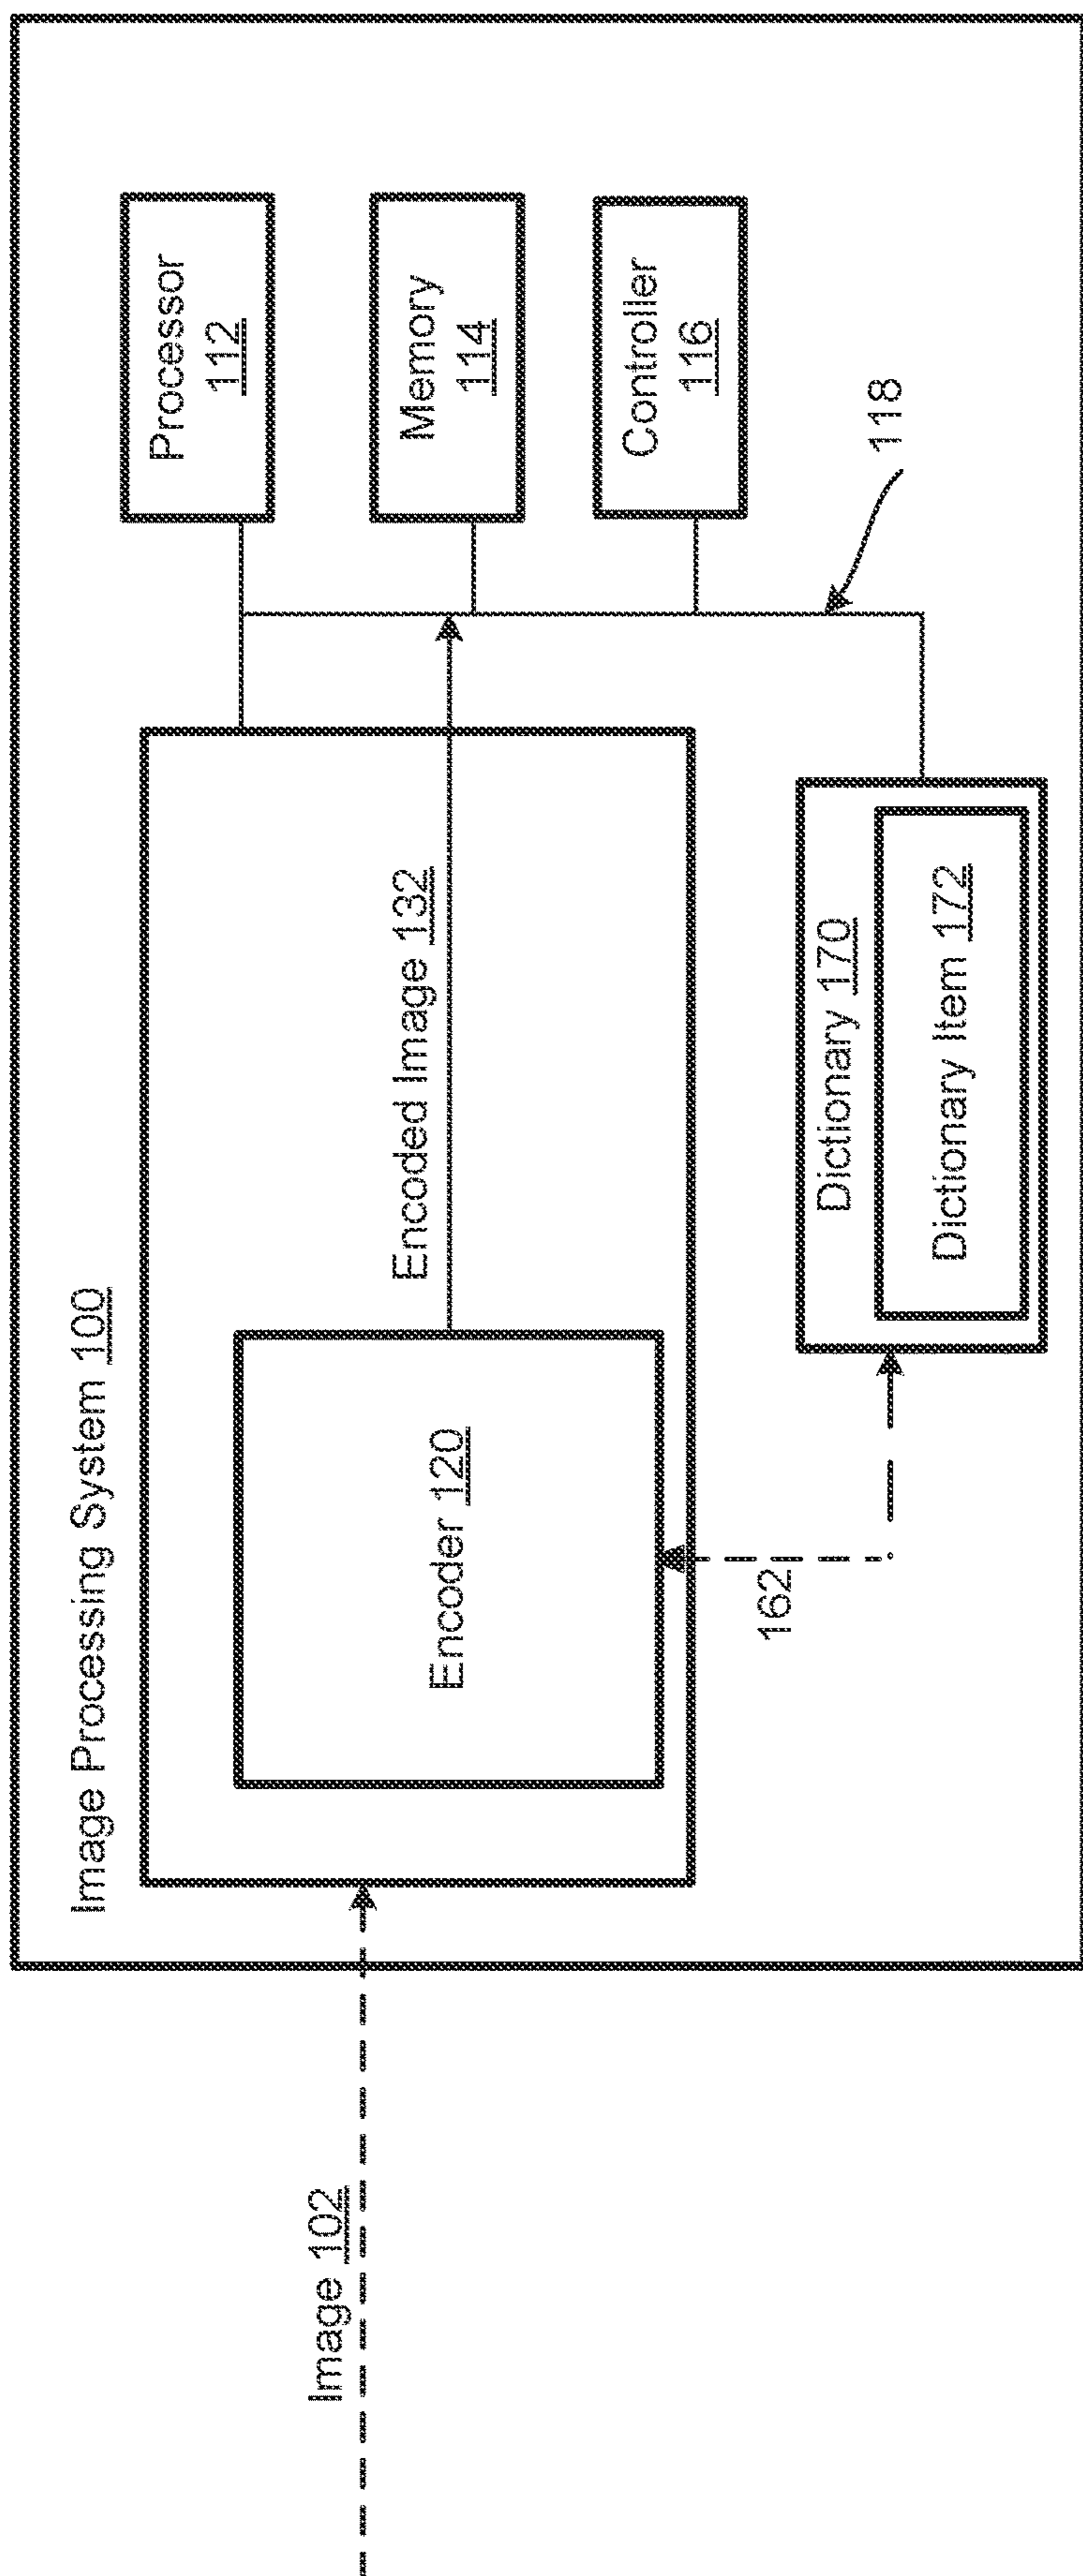 Image Processing System 100
Image 102
Encoder 120
Encoded Image 132
Processor
112
Memory
114
Controller
116
118
162
Dictionary 170
Dictionary Item 172